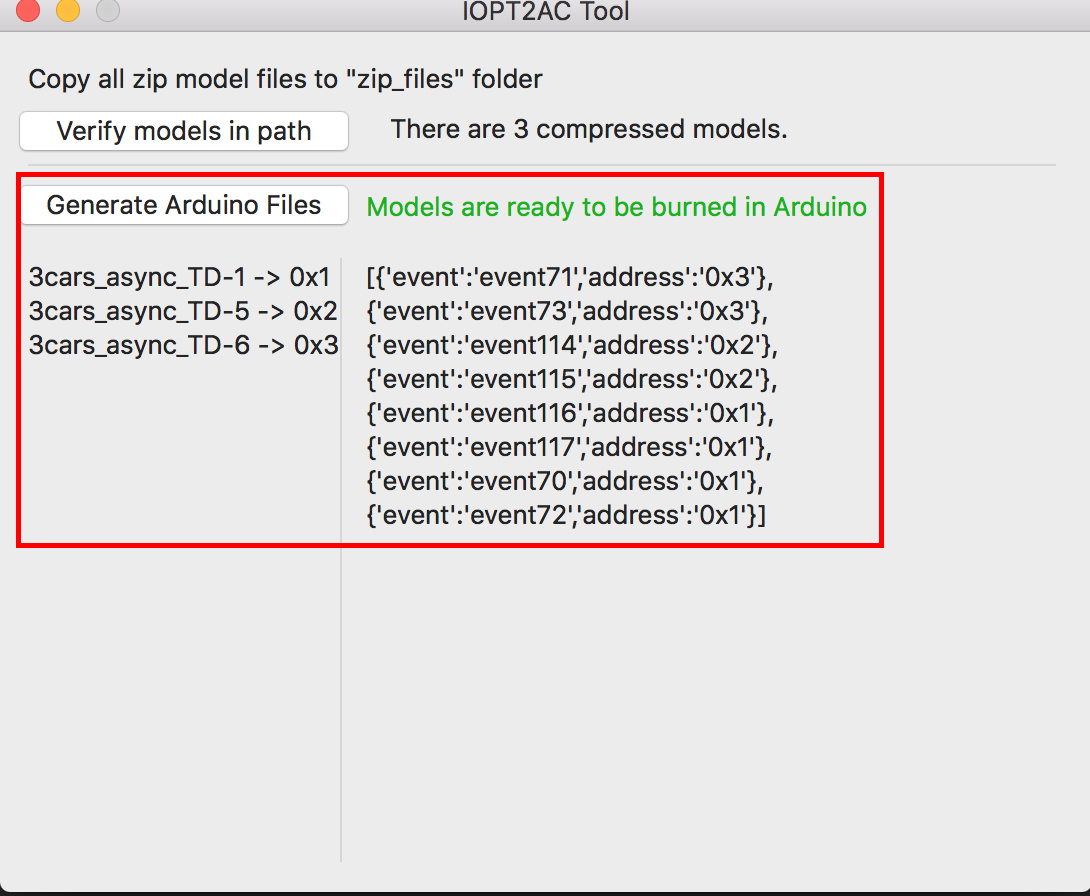 IOPT2AC Tool
Copy all zip model files to "zip_files" folder
Verify models in path
There are 3 compressed models.
Generate Arduino Files
Models are ready to be burned in Arduino
3cars_async_TD-1 -> 0x1
3cars_async_TD-5 -> 0x2
3cars_async_TD-6 -> 0x3
[{'event':'event71','address':'0x3'},
{'event':'event73','address':'0x3'},
{'event':'event114','address':'0x2'},
{'event':'event115','address':'0x2'},
{'event':'event116','address':'0x1'},
{'event':'event117','address':'0x1'},
{'event':'event70','address':'0x1'},
{'event':'event72','address':'0x1'}]